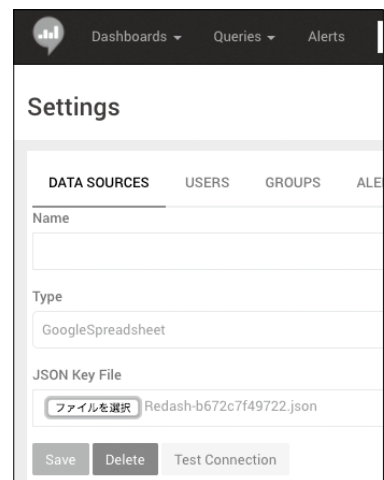 Dashboards Queries Alerts
Settings
DATA SOURCES USERS GROUPS ALE
Name
Type
GoogleSpreadsheet
JSON Key File
ファイルを選択 Redash-b672c7f49722.json
Save Delete Test Connection